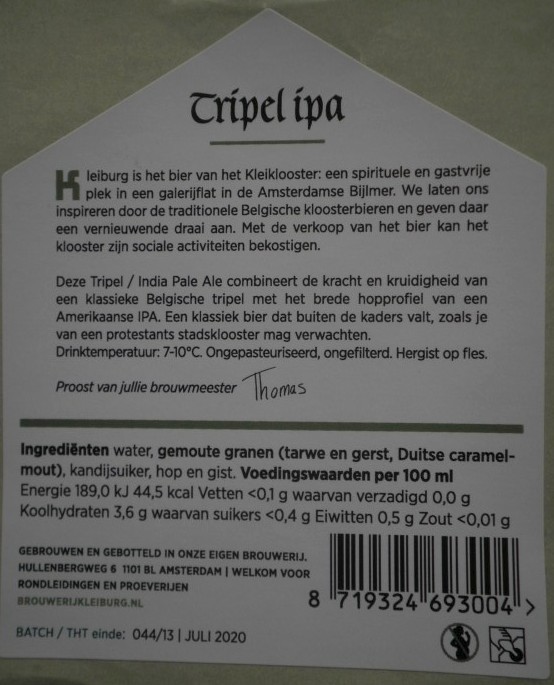 Tripel ipa
Kleiburg is het bier van het Kleiklooster: een spirituele en gastvrije
plek in een galerijflat in de Amsterdamse Bijlmer. We laten ons
inspireren door de traditionele Belgische kloosterbieren en geven daar
een vernieuwende draai aan. Met de verkoop van het bier kan het
klooster zijn sociale activiteiten bekostigen.
Deze Tripel / India Pale Ale combineert de kracht en kruidigheid van
een klassieke Belgische tripel met het brede hopprofiel van een
Amerikaanse IPA. Een klassiek bier dat buiten de kaders valt, zoals je
van een protestants stadsklooster mag verwachten.
Drinktemperatuur: 7-10°C. Ongepasteuriseerd, ongefilterd. Hergist op fles.
Proost van jullie brouwmeester Thomas
Ingrediënten water, gemoute granen (tarwe en gerst, Duitse caramel-
mout), kandijsuiker, hop en gist. Voedingswaarden per 100 ml
Energie 189,0 kJ 44,5 kcal Vetten <0,1 g waarvan verzadigd 0,0 g
Koolhydraten 3,6 g waarvan suikers <0,4 g Eiwitten 0,5 g Zout <0,01 g
GEBROUWEN EN GEBOTTELD IN ONZE EIGEN BROUWERIJ.
HULLENBERGWEG 6 1101 BL AMSTERDAM | WELKOM VOOR
RONDLEIDINGEN EN PROEVERIJEN
BROUWERIJKLEIBURG.NL
8 719324 693004 >
BATCH / THT einde: 044/13 | JULI 2020